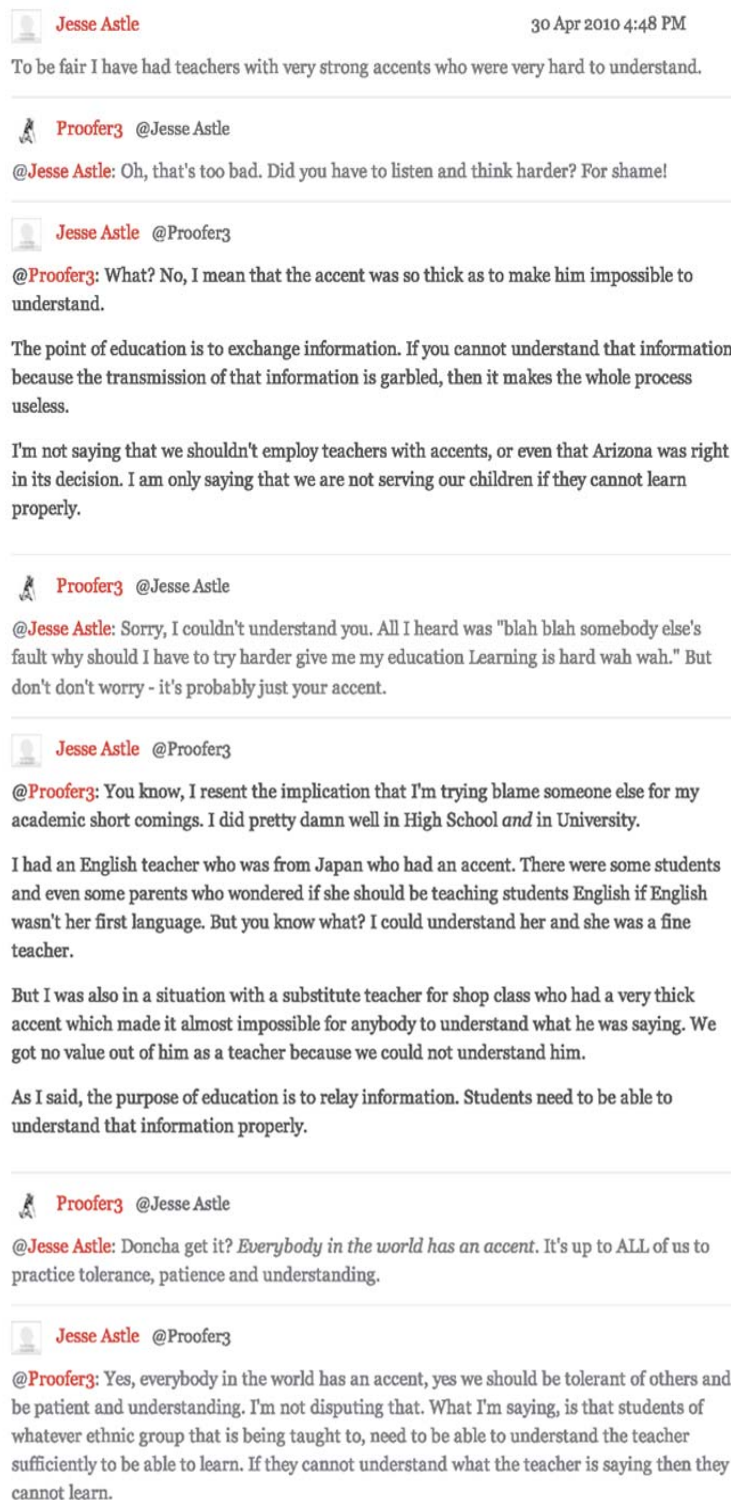 Jesse Astle 30 Apr 2010 4:48 PM
To be fair I have had teachers with very strong accents who were very hard to understand.
Proofer3 @Jesse Astle
@Jesse Astle: Oh, that's too bad. Did you have to listen and think harder? For shame!
Jesse Astle @Proofer3
@Proofer3: What? No, I mean that the accent was so thick as to make him impossible to
understand.
The point of education is to exchange information. If you cannot understand that information
because the transmission of that information is garbled, then it makes the whole process
useless.
I'm not saying that we shouldn't employ teachers with accents, or even that Arizona was right
in its decision. I am only saying that we are not serving our children if they cannot learn
properly.
Proofer3 @Jesse Astle
@Jesse Astle: Sorry, I couldn't understand you. All I heard was "blah blah somebody else's
fault why should I have to try harder give me my education Learning is hard wah wah." But
don't don't worry - it's probably just your accent.
Jesse Astle @Proofer3
@Proofer3: You know, I resent the implication that I'm trying blame someone else for my
academic short comings. I did pretty damn well in High School and in University.
I had an English teacher who was from Japan who had an accent. There were some students
and even some parents who wondered if she should be teaching students English if English
wasn't her first language. But you know what? I could understand her and she was a fine
teacher.
But I was also in a situation with a substitute teacher for shop class who had a very thick
accent which made it almost impossible for anybody to understand what he was saying. We
got no value out of him as a teacher because we could not understand him.
As I said, the purpose of education is to relay information. Students need to be able to
understand that information properly.
Proofer3 @Jesse Astle
@Jesse Astle: Doncha get it? Everybody in the world has an accent. It's up to ALL of us to
practice tolerance, patience and understanding.
Jesse Astle @Proofer3
@Proofer3: Yes, everybody in the world has an accent, yes we should be tolerant of others and
be patient and understanding. I'm not disputing that. What I'm saying, is that students of
whatever ethnic group that is being taught to, need to be able to understand the teacher
sufficiently to be able to learn. If they cannot understand what the teacher is saying then they
cannot learn.